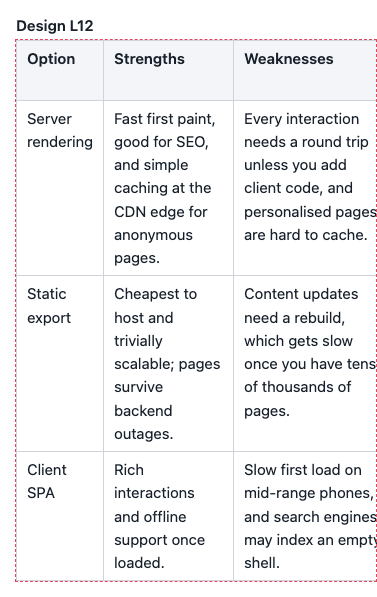 Design L12
Option Strengths Weaknesses
Server rendering
Fast first paint,
good for SEO,
and simple
caching at the
CDN edge for
anonymous
pages.
Every interaction
needs a round trip
unless you add
client code, and
personalised pages
are hard to cache.
Static
export
Cheapest to
host and
trivially
scalable; pages
survive
backend
outages.
Content updates
need a rebuild,
which gets slow
once you have tens
of thousands of
pages.
Client
SPA
Rich
interactions
and offline
support once
loaded.
Slow first load on
mid-range phones,
and search engines
may index an empty
shell.